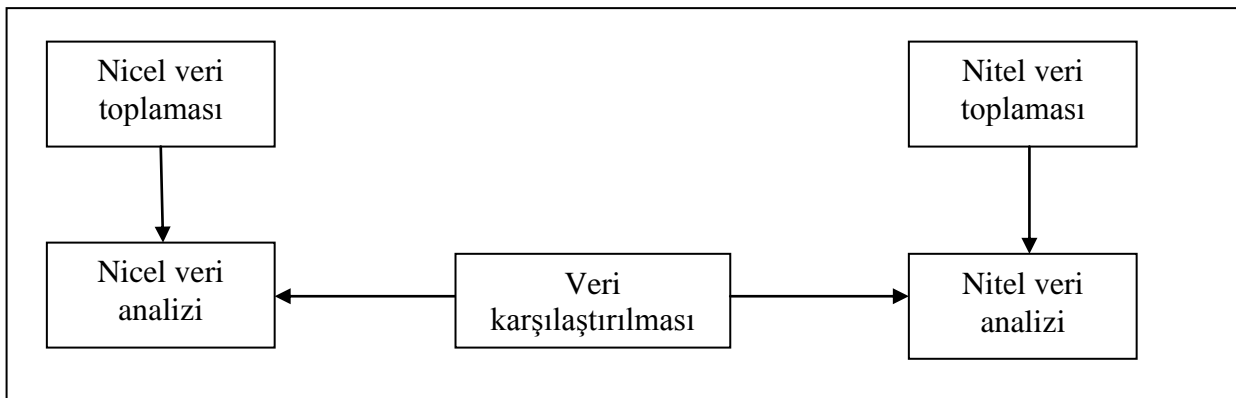 Nicel veri
toplaması
Nitel veri
toplaması
Nicel veri
analizi
Veri
karşılaştırılması
Nitel veri
analizi